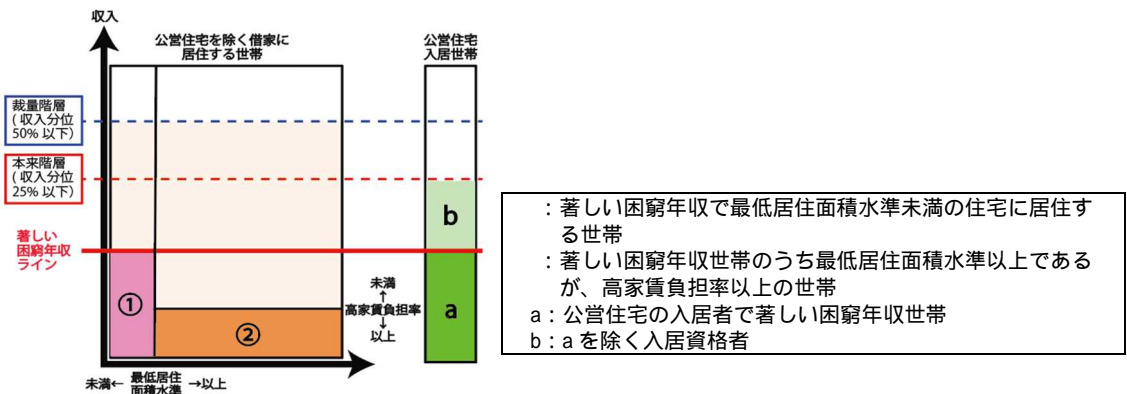 収入
公営住宅を除く借家に
居住する世帯
公営住宅
入居世帯
裁量階層
(収入分位
50%以下)
本来階層
(収入分位
25%以下)
著しい
困窮年収
ライン
①
②
未満
↑
高家賃負担率
↓
以上
b
a
未満← 最低居住
面積水準 →以上
:著しい困窮年収で最低居住面積水準未満の住宅に居住す
る世帯
:著しい困窮年収世帯のうち最低居住面積水準以上である
が、高家賃負担率以上の世帯
a:公営住宅の入居者で著しい困窮年収世帯
b:aを除く入居資格者